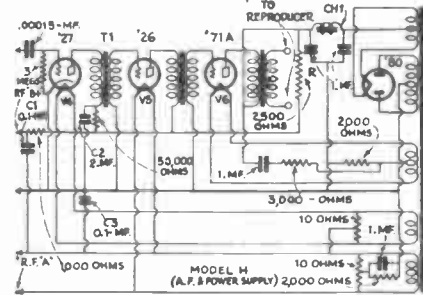 .00015-MF.
'27
T1
'26
'71A
TO
REPRODUCER
CH1
'80
3
MEGS
RF B+
C1
0.1-
V4
V5
V6
R
1. MF.
2,500
OHMS
2,000
OHMS
C2
2. MF.
50,000
OHMS
1. MF.
3,000 - OHMS
C3
0.1-MF.
10 OHMS
1. MF.
"R.F. "A"
1,000 OHMS
MODEL H
(A.F. & POWER SUPPLY)
10 OHMS
2,000 OHMS